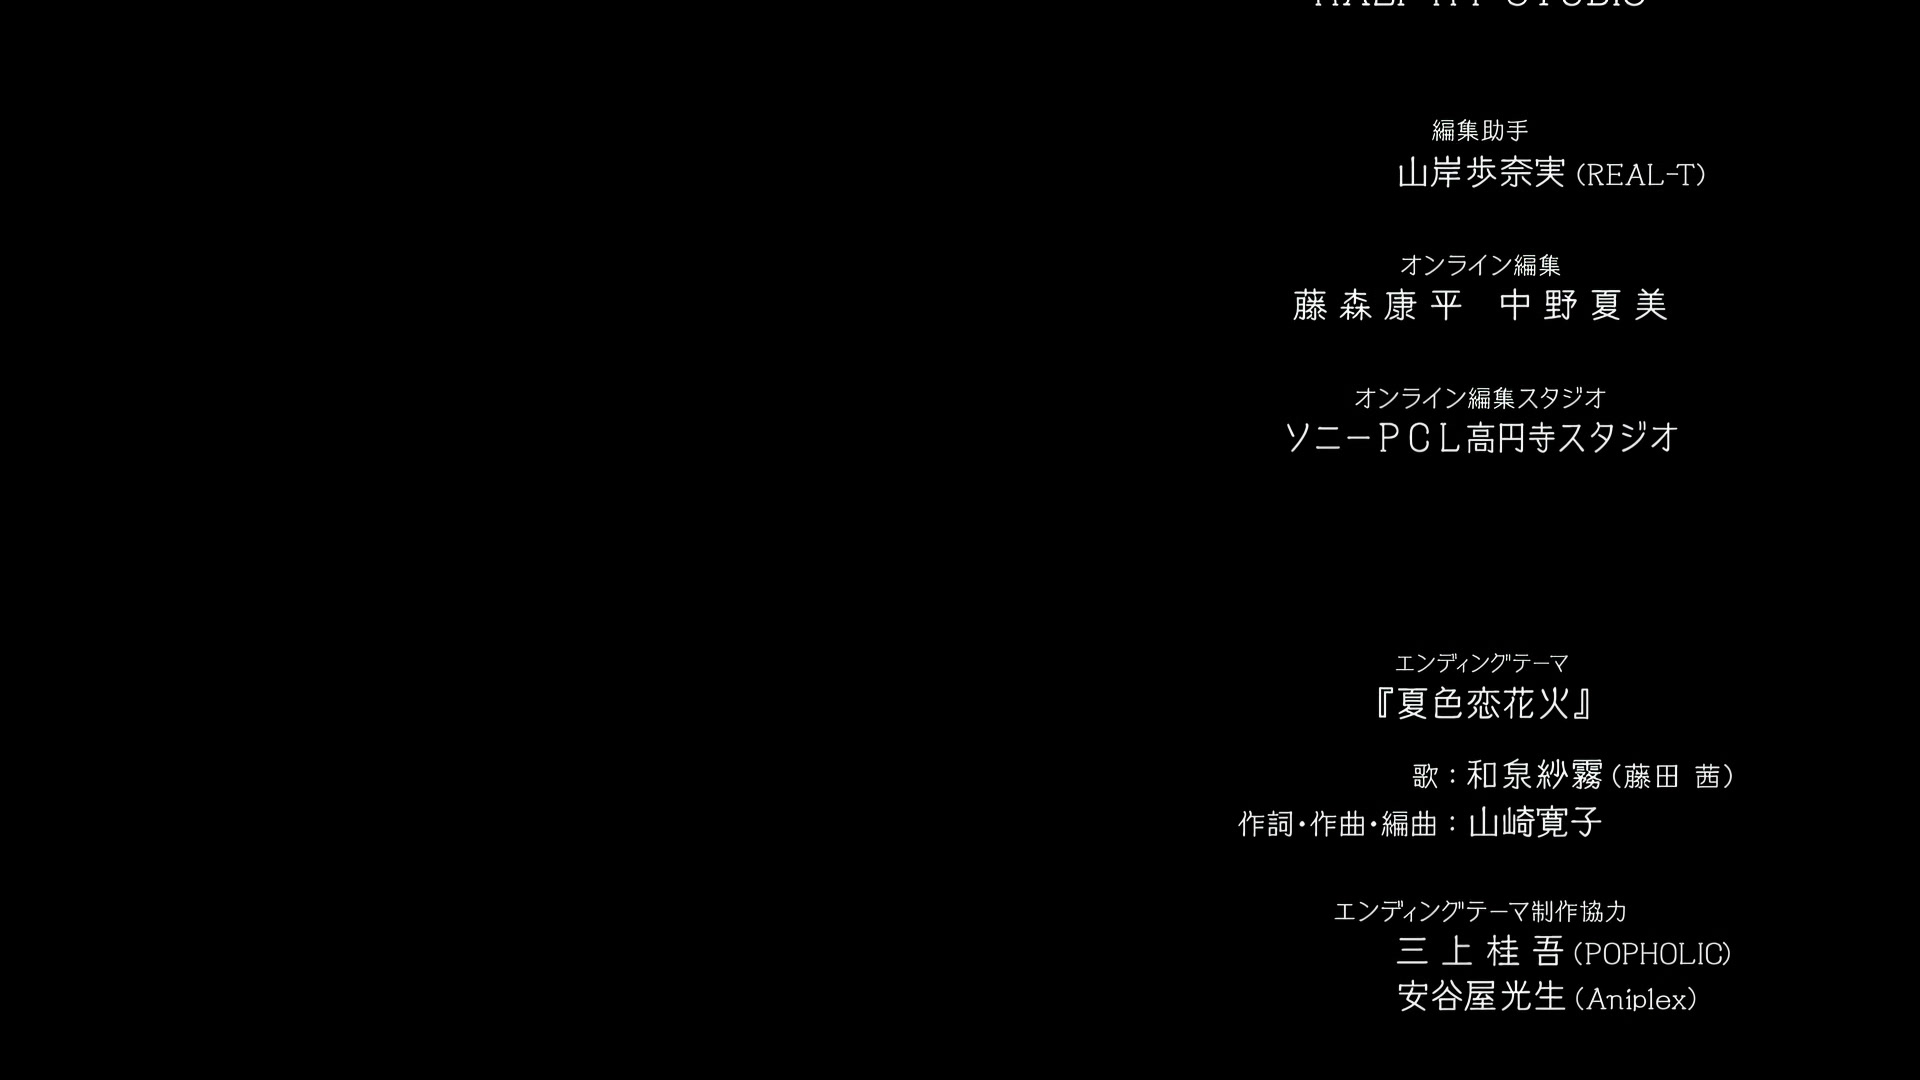 HALF H・P STUDIO
編集助手
山岸歩奈実(REAL-T)
オンライン編集
藤森康平 中野夏美
オンライン編集スタジオ
ソニーPCL高円寺スタジオ
エンディングテーマ
『夏色恋花火』
歌：和泉紗霧(藤田 茜)
作詞・作曲・編曲：山崎寛子
エンディングテーマ制作協力
三上桂吾(POPHOLIC)
安谷屋光生(Aniplex)